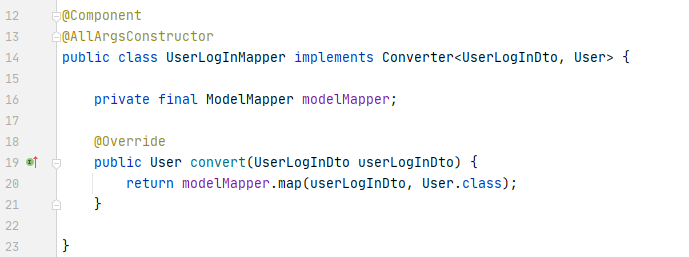 12 @Component
13 @AllArgsConstructor
14 public class UserLogInMapper implements Converter<UserLogInDto, User> {
15
16     private final ModelMapper modelMapper;
17
18     @Override
19     public User convert(UserLogInDto userLogInDto) {
20         return modelMapper.map(userLogInDto, User.class);
21     }
22
23 }